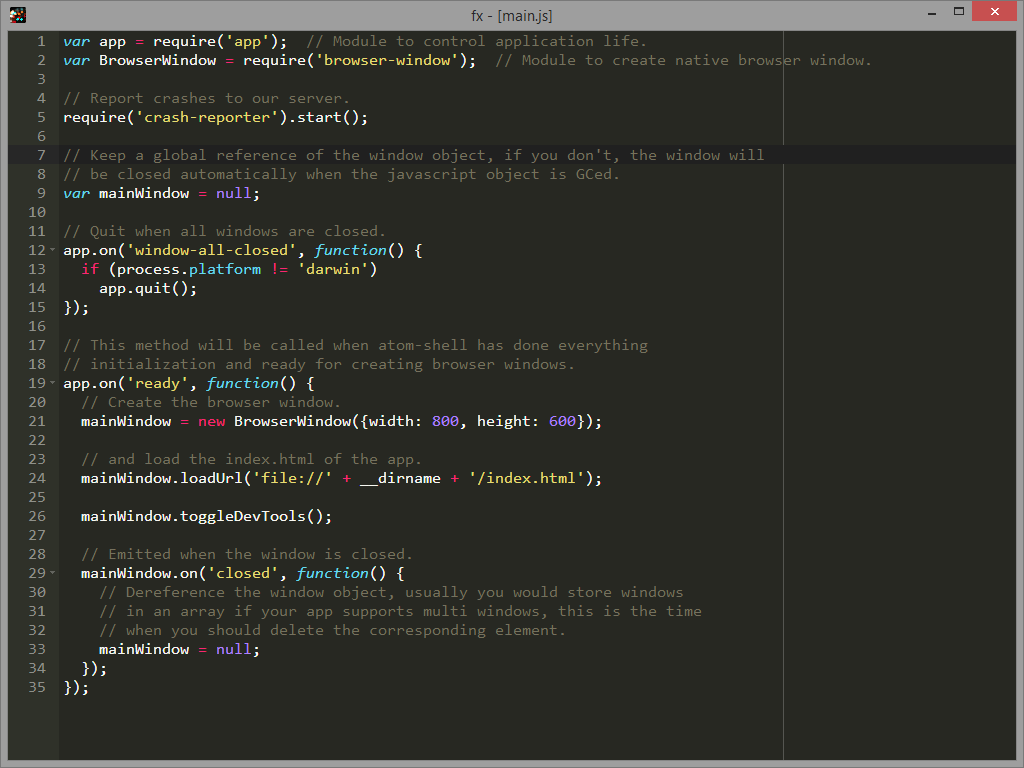 fx - [main.js]
1 var app = require('app');  // Module to control application life.
2 var BrowserWindow = require('browser-window');  // Module to create native browser window.
3
4 // Report crashes to our server.
5 require('crash-reporter').start();
6
7 // Keep a global reference of the window object, if you don't, the window will
8 // be closed automatically when the javascript object is GCed.
9 var mainWindow = null;
10
11 // Quit when all windows are closed.
12 app.on('window-all-closed', function() {
13   if (process.platform != 'darwin')
14     app.quit();
15 });
16
17 // This method will be called when atom-shell has done everything
18 // initialization and ready for creating browser windows.
19 app.on('ready', function() {
20   // Create the browser window.
21   mainWindow = new BrowserWindow({width: 800, height: 600});
22
23   // and load the index.html of the app.
24   mainWindow.loadUrl('file://' + __dirname + '/index.html');
25
26   mainWindow.toggleDevTools();
27
28   // Emitted when the window is closed.
29   mainWindow.on('closed', function() {
30     // Dereference the window object, usually you would store windows
31     // in an array if your app supports multi windows, this is the time
32     // when you should delete the corresponding element.
33     mainWindow = null;
34   });
35 });